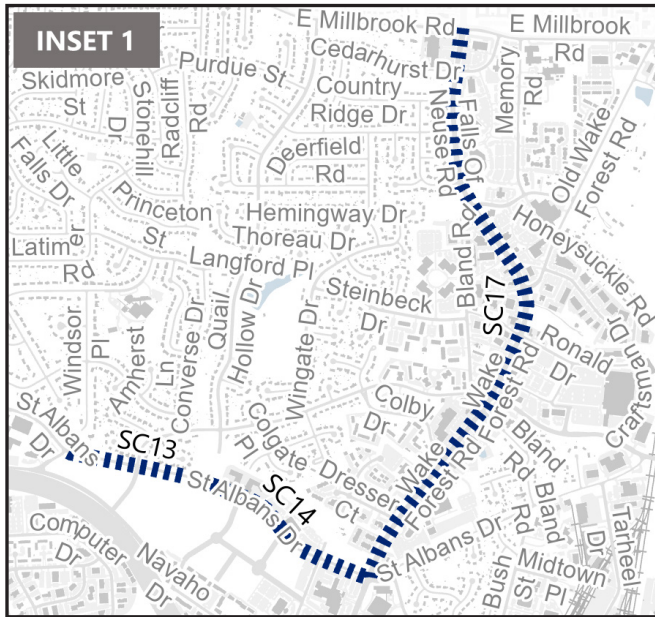 INSET 1
E Millbrook Rd
E Millbrook
Rd
Cedarhurst Dr
Purdue St
Skidmore
St
Stonehill
Dr
Radcliff
Rd
Country
Ridge Dr
Memory
Rd
Falls Of
Neuse Rd
Old Wake
Forest Rd
Deerfield
Rd
Little
Falls Dr
Princeton
St
Hemingway Dr
Thoreau Dr
Honeysuckle Rd
Latimer
Rd
Langford Pl
Bland Rd
SC17
Steinbeck
Dr
Quail
Hollow Dr
Wingate Dr
Windsor
Pl
Amherst
Ln
Converse Dr
Ronald
Dr
Craftsman Dr
Wake
Forest Rd
Colby
Dr
Colgate
Pl
Dresser
Ct
Wake
Forest Rd
Bland
Rd
Bland
Rd
St Albans
Dr
SC13
St Albans Dr
SC14
St Albans Dr
Computer
Dr
Navaho
Dr
Bush
St
Midtown
Pl
Tarheel
Dr